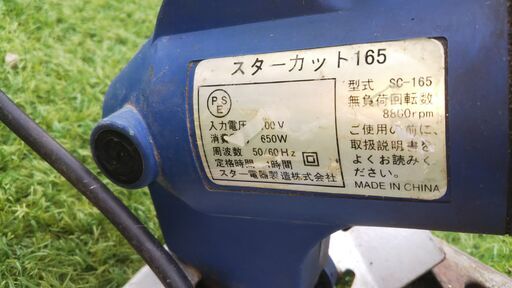 スターカット165
PSE
型式 SC-165
無負荷回転数
8800rpm
入力電圧 100V
消費 650W
周波数 50/60Hz
定格時間 1時間
スター電器製造株式会社
ご使用の前に、
取扱説明書を
よくお読みく
ださい。
MADE IN CHINA